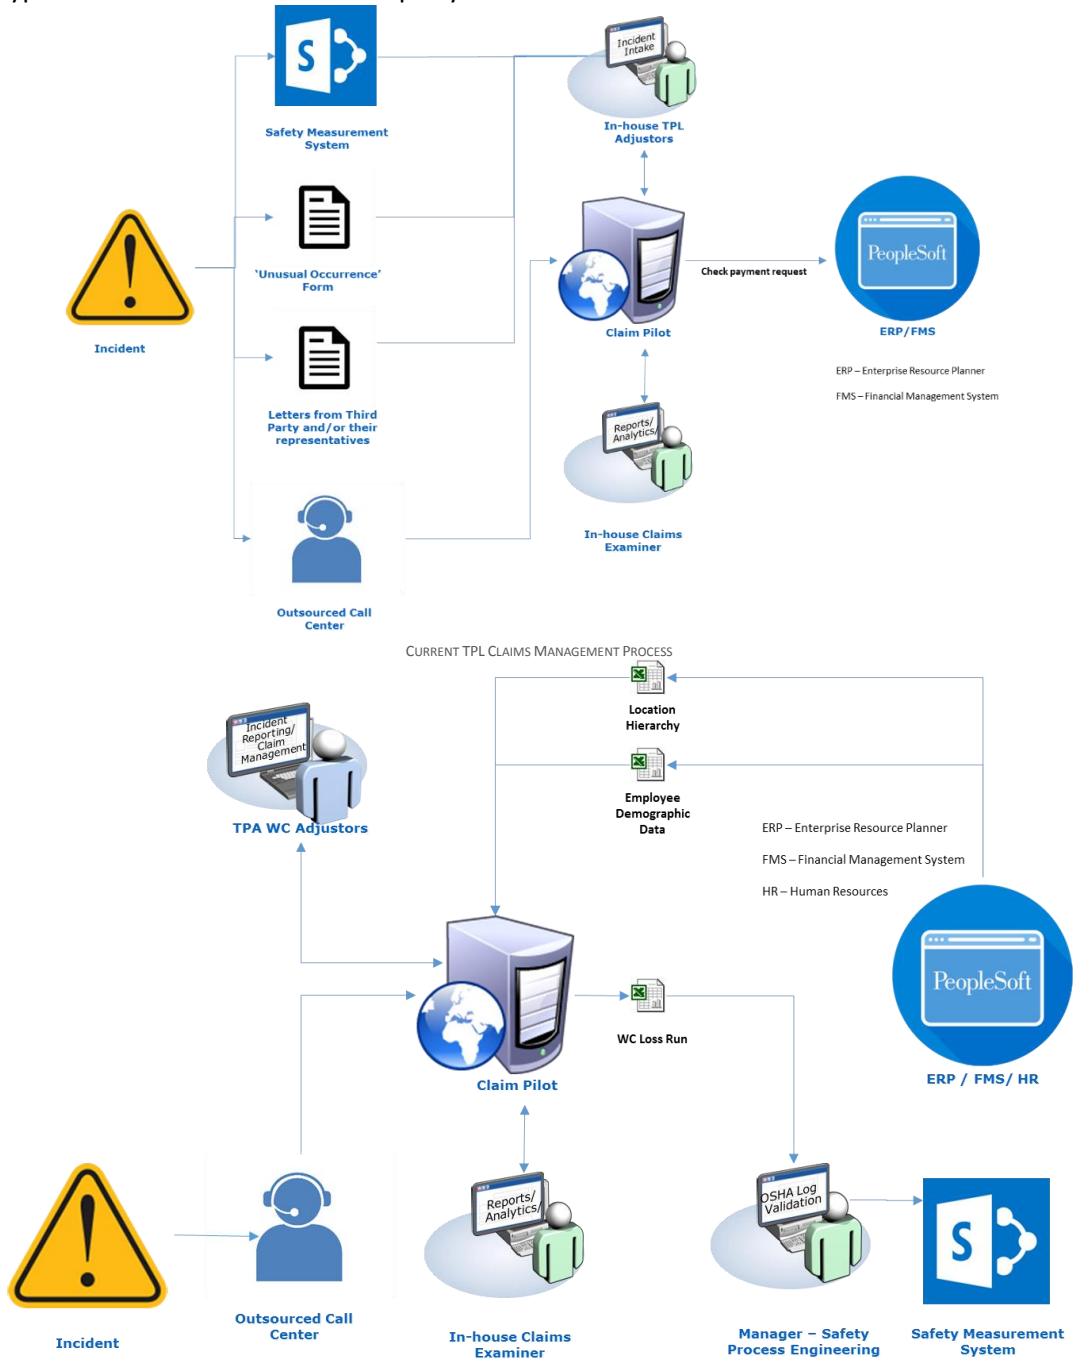 Incident
Intake
In-house TPL
Adjustors
S
Safety Measurement
System
'Unusual Occurrence'
Form
Incident
Letters from Third
Party and/or their
representatives
Outsourced Call
Center
Claim Pilot
Check payment request
PeopleSoft
ERP/FMS
ERP – Enterprise Resource Planner
FMS – Financial Management System
Reports/
Analytics/
In-house Claims
Examiner
CURRENT TPL CLAIMS MANAGEMENT PROCESS
Location
Hierarchy
Incident
Reporting/
Claim
Management
TPA WC Adjustors
Employee
Demographic
Data
ERP – Enterprise Resource Planner
FMS – Financial Management System
HR – Human Resources
PeopleSoft
ERP / FMS/ HR
Claim Pilot
WC Loss Run
Incident
Outsourced Call
Center
Reports/
Analytics/
In-house Claims
Examiner
OSHA Log
Validation
Manager – Safety
Process Engineering
S
Safety Measurement
System